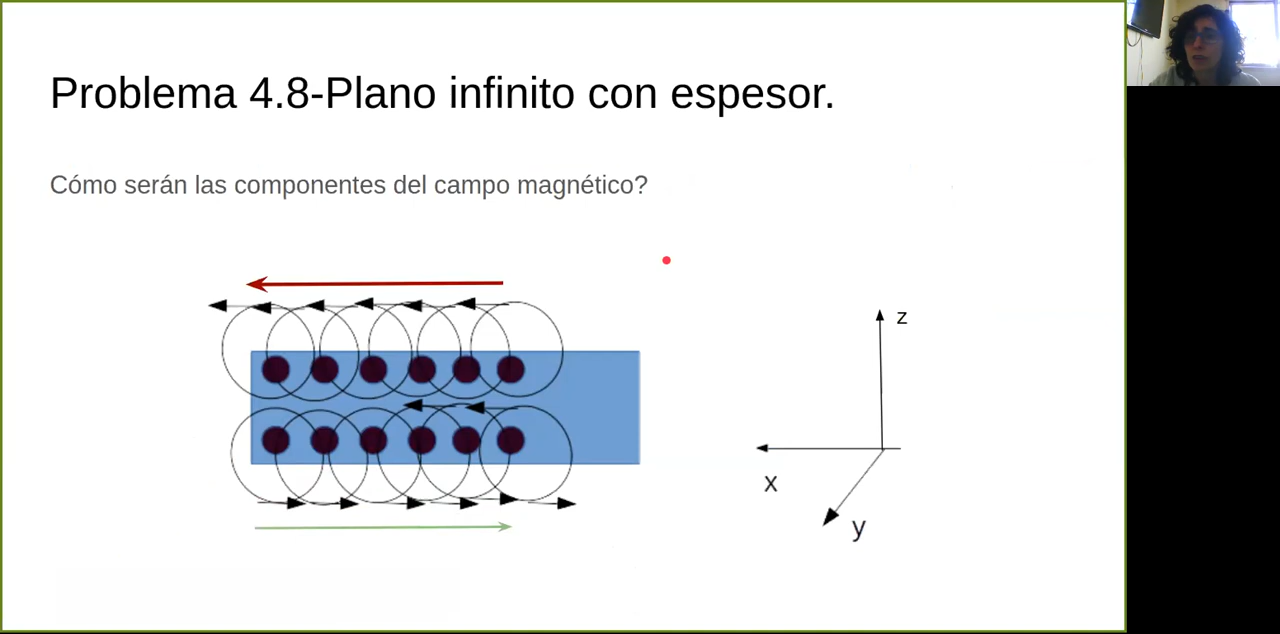 Problema 4.8-Plano infinito con espesor.
Cómo serán las componentes del campo magnético?
z
x
y